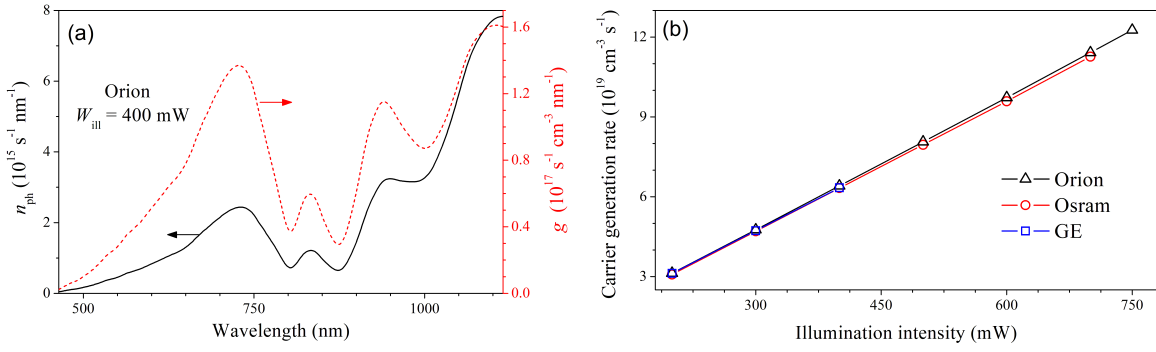 (a)
Orion
W_ill = 400 mW
n_ph (10^15 s^-1 nm^-1)
8
6
4
2
0
500
750
1000
Wavelength (nm)
1.6
1.2
0.8
0.4
0.0
g (10^17 s^-1 cm^-3 nm^-1)
(b)
Carrier generation rate (10^19 cm^-3 s^-1)
12
9
6
3
300
450
600
750
Illumination intensity (mW)
Orion
Osram
GE